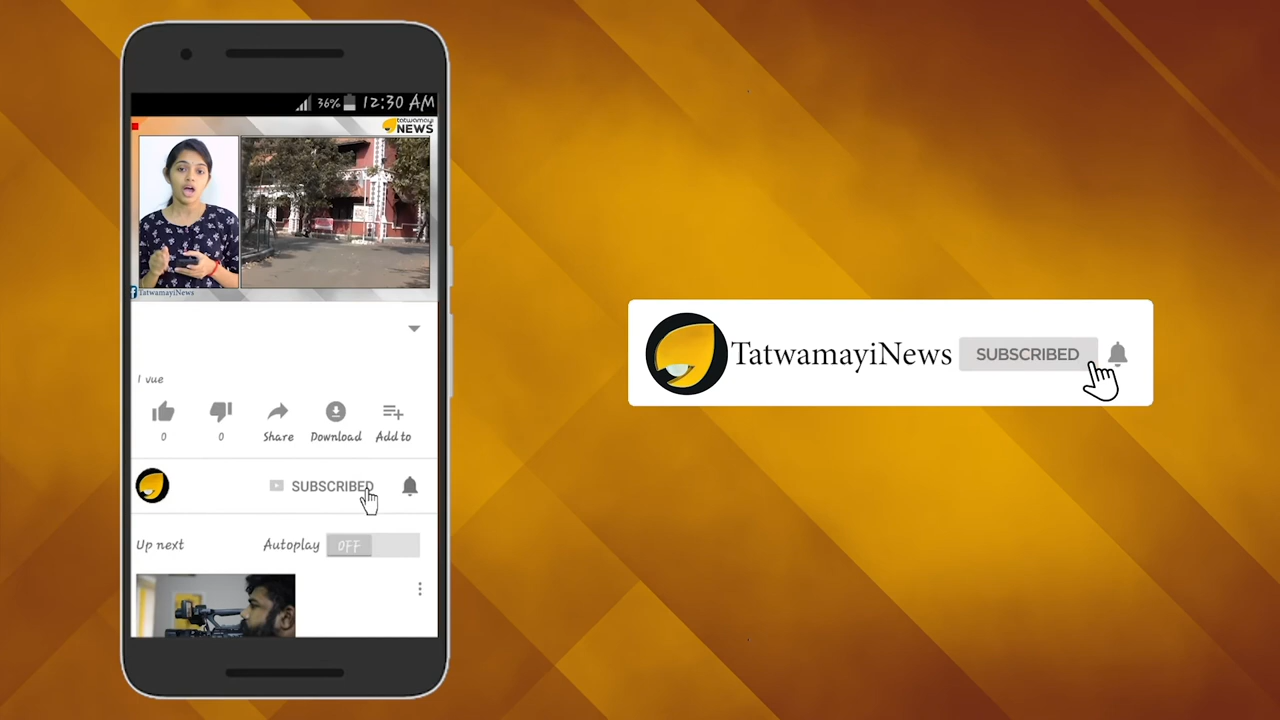 36% 12:30 AM
tatwamayi
NEWS
TatwamayiNews
1 vue
0 0 Share Download Add to
SUBSCRIBED
Up next Autoplay OFF
TatwamayiNews SUBSCRIBED